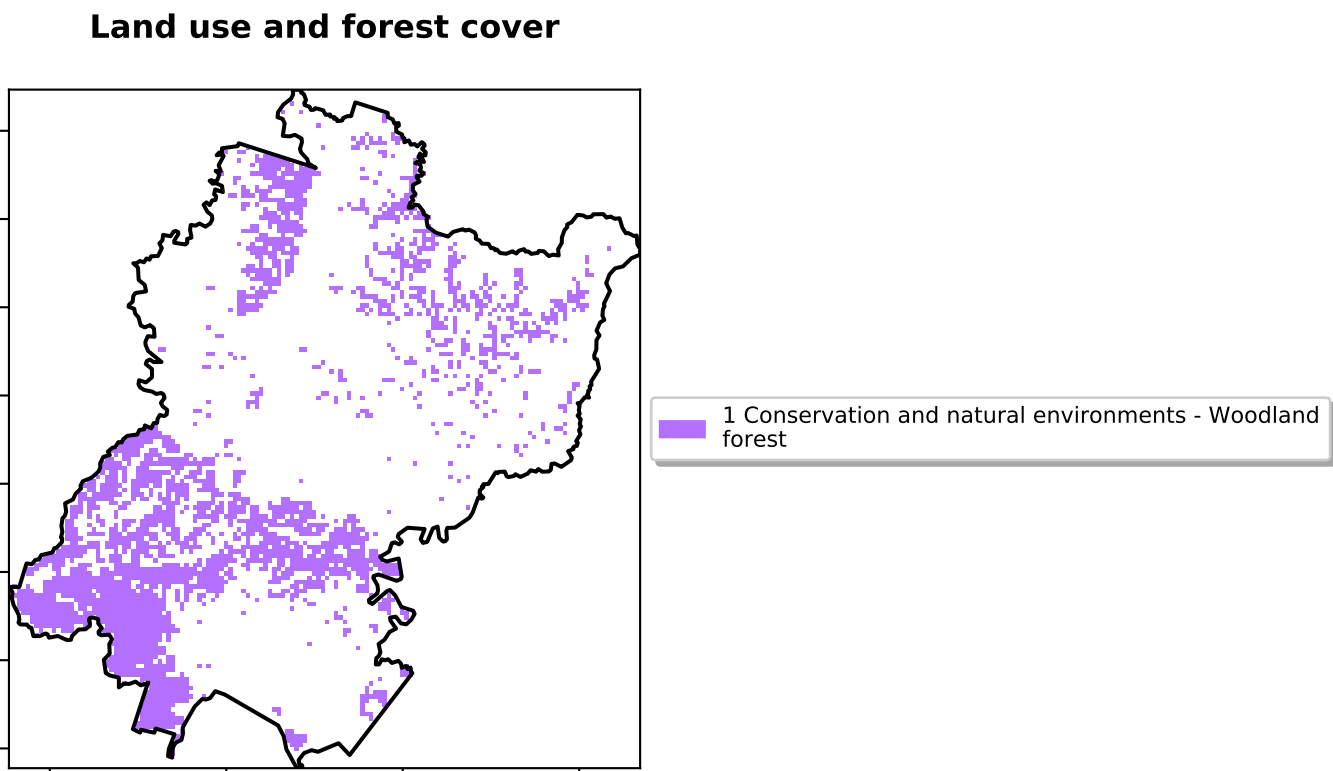 Land use and forest cover
1 Conservation and natural environments - Woodland
forest